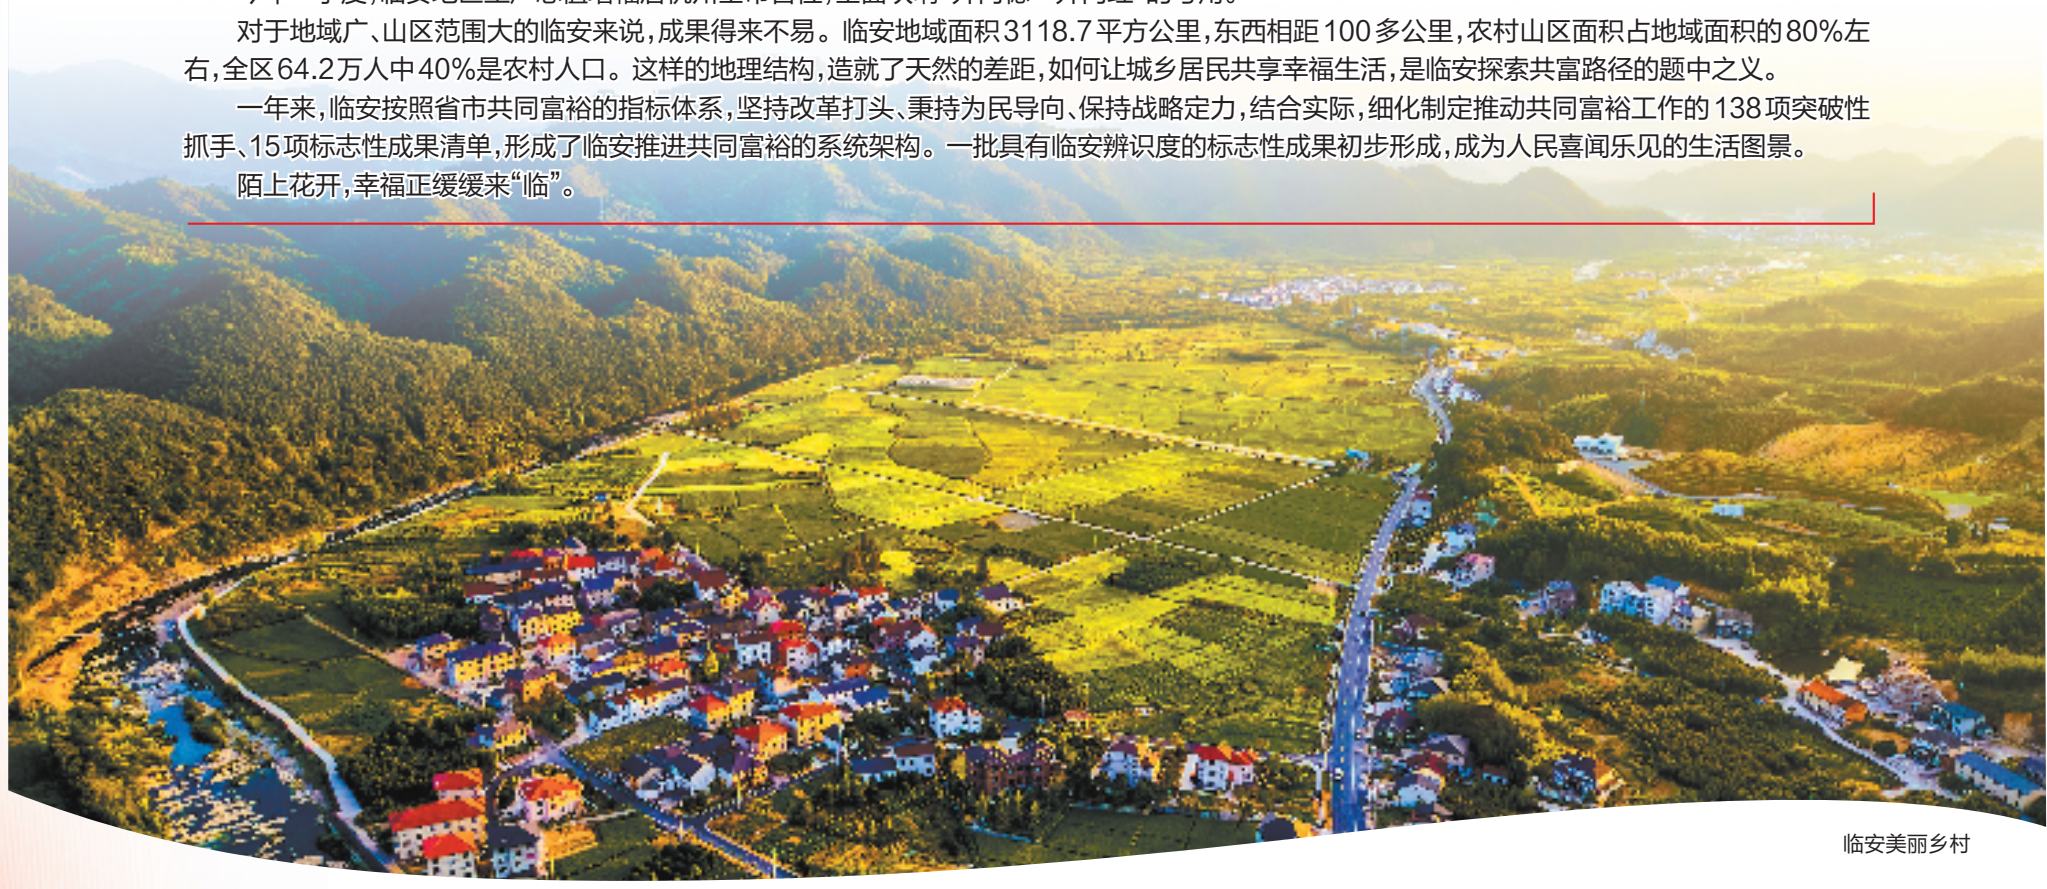 对于地域广、山区范围大的临安来说，成果得来不易。临安地域面积3118.7平方公里，东西相距100多公里，农村山区面积占地域面积的80%左
右，全区64.2万人中40%是农村人口。这样的地理结构，造就了天然的差距，如何让城乡居民共享幸福生活，是临安探索共富路径的题中之义。
一年来，临安按照省市共同富裕的指标体系，坚持改革打头、秉持为民导向、保持战略定力，结合实际，细化制定推动共同富裕工作的138项突破性
抓手、15项标志性成果清单，形成了临安推进共同富裕的系统架构。一批具有临安辨识度的标志性成果初步形成，成为人民喜闻乐见的生活图景。
陌上花开，幸福正缓缓来“临”。
临安美丽乡村